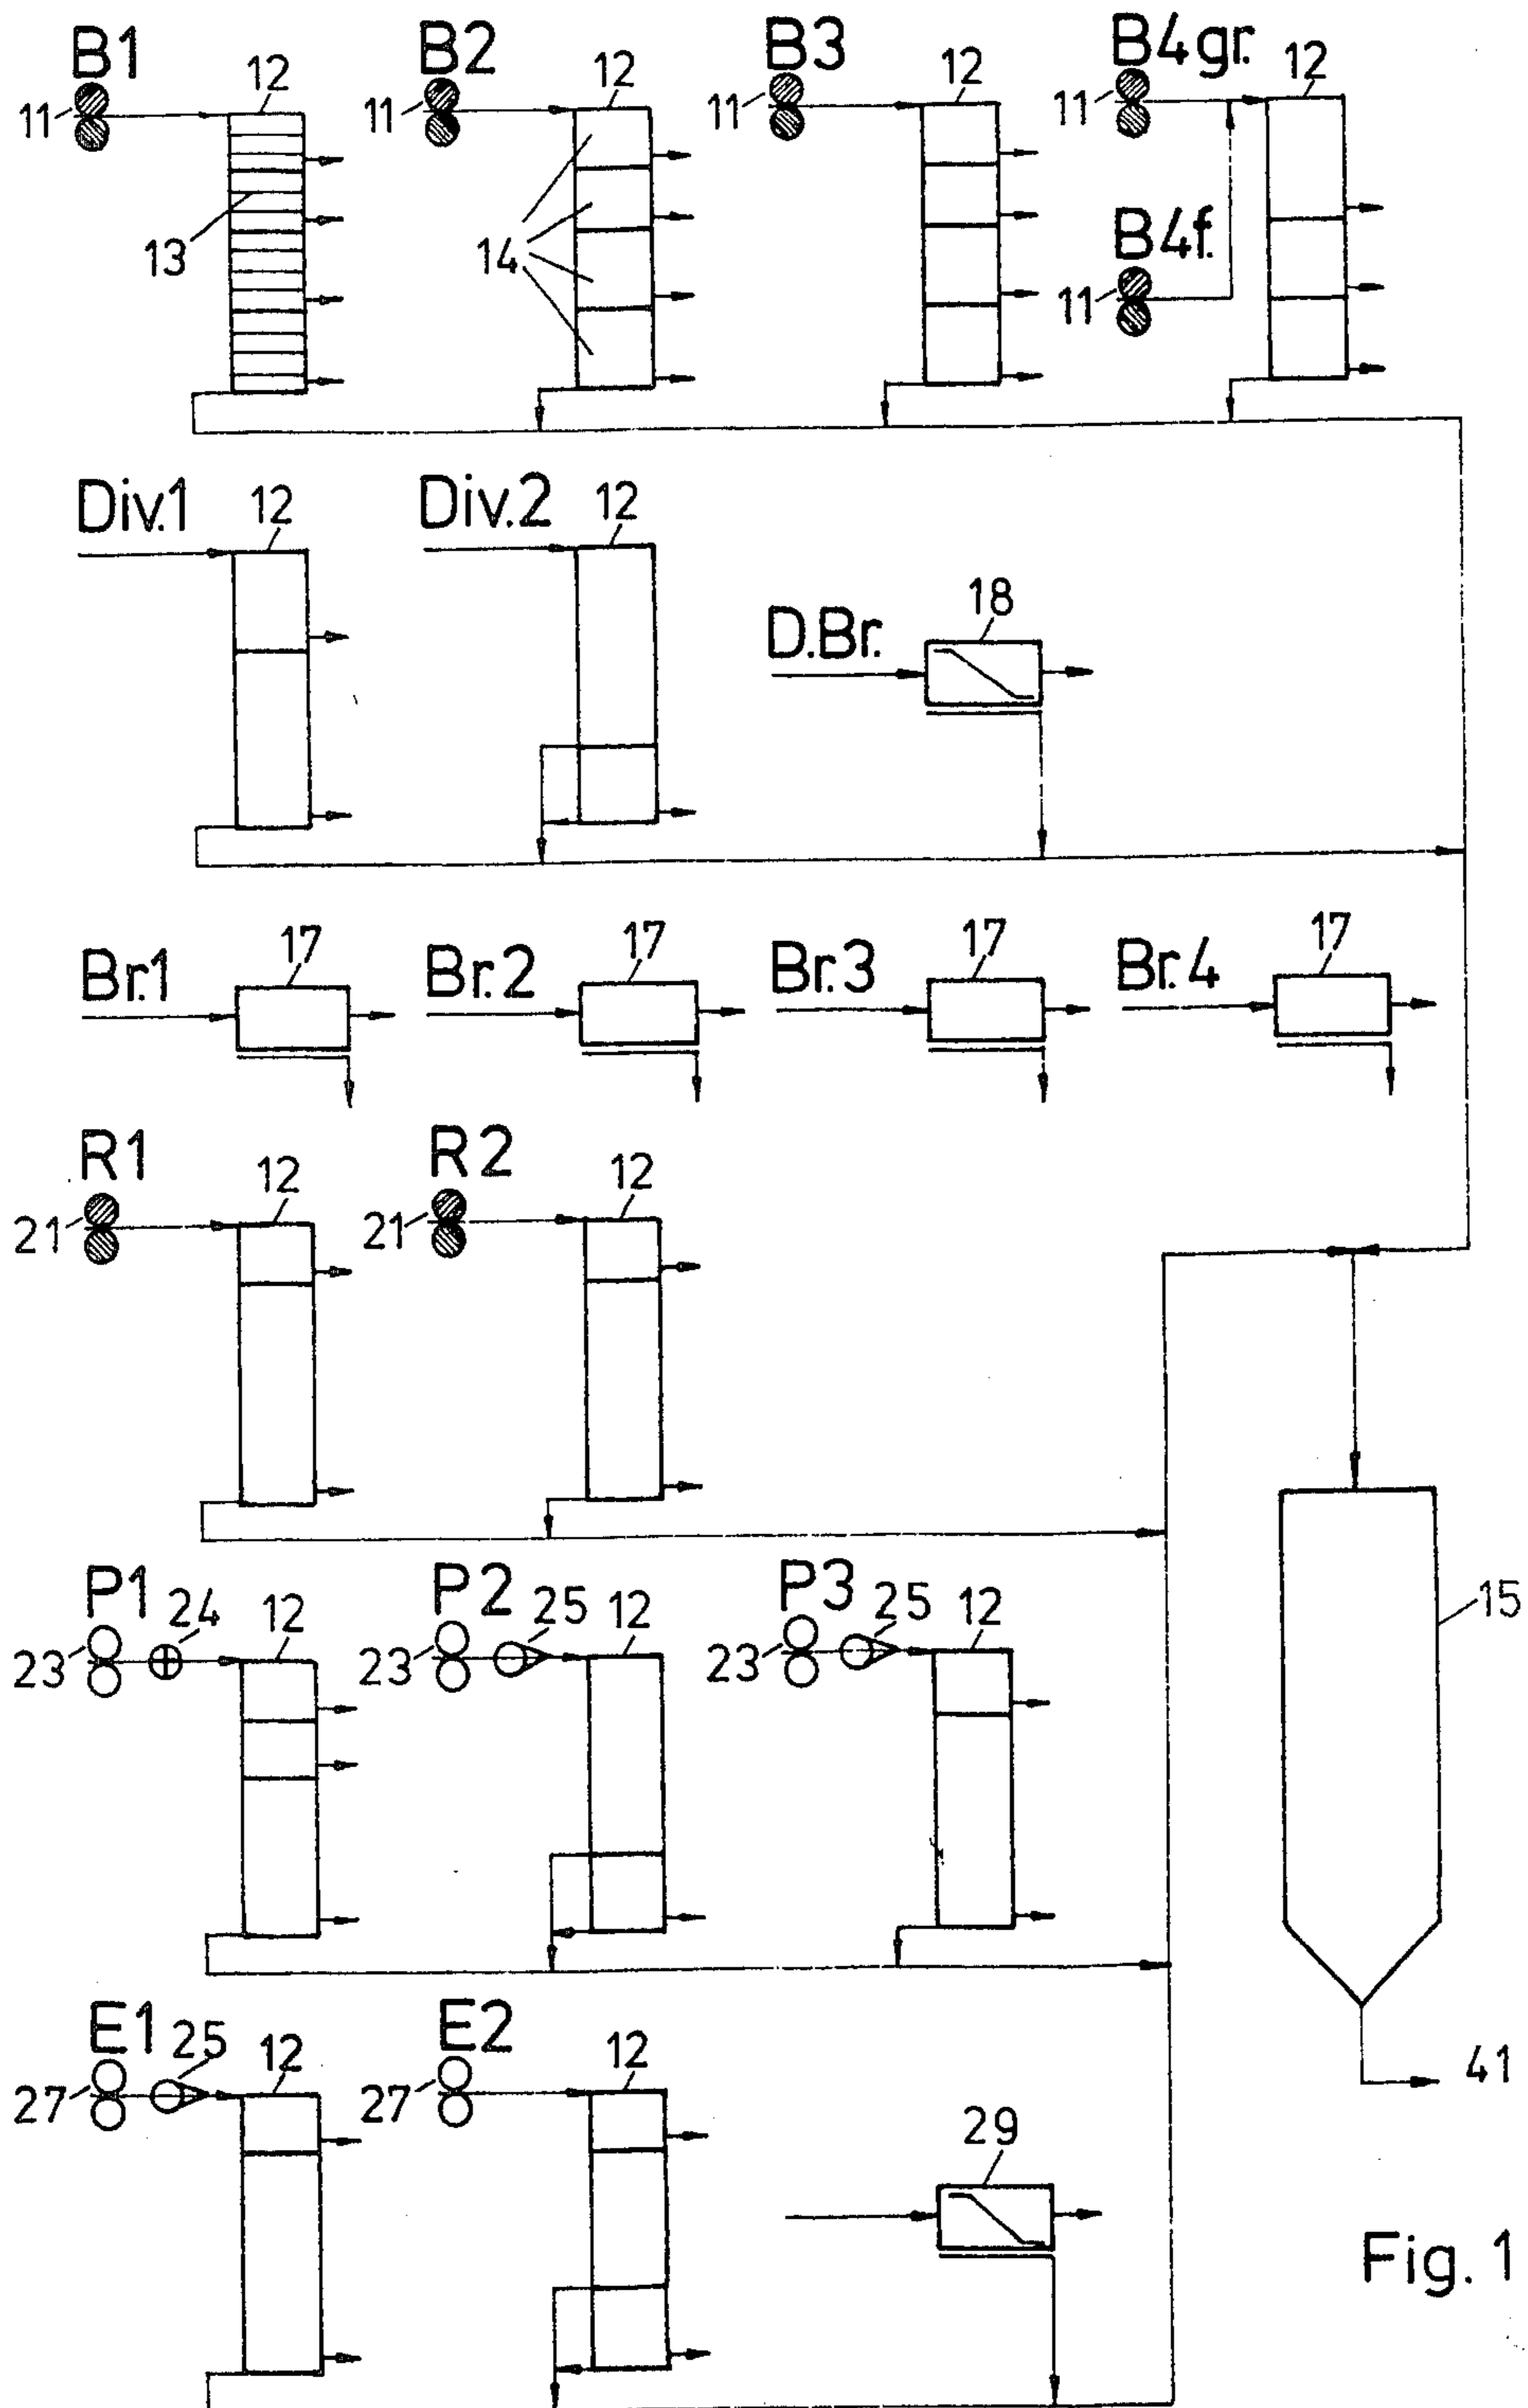 B1 B2 B3 B4gr.
12 12 12 12
11 11 11 11
B4f.
13 14 11
Div.1 12 Div.2 12
D.Br. 18
Br.1 17 Br.2 17 Br.3 17 Br.4 17
R1 12 R2 12
21 21
P1 24 12 P2 25 12 P3 25 12
23 23 23
15
E1 25 12 E2 12
27 27
41
29
Fig. 1